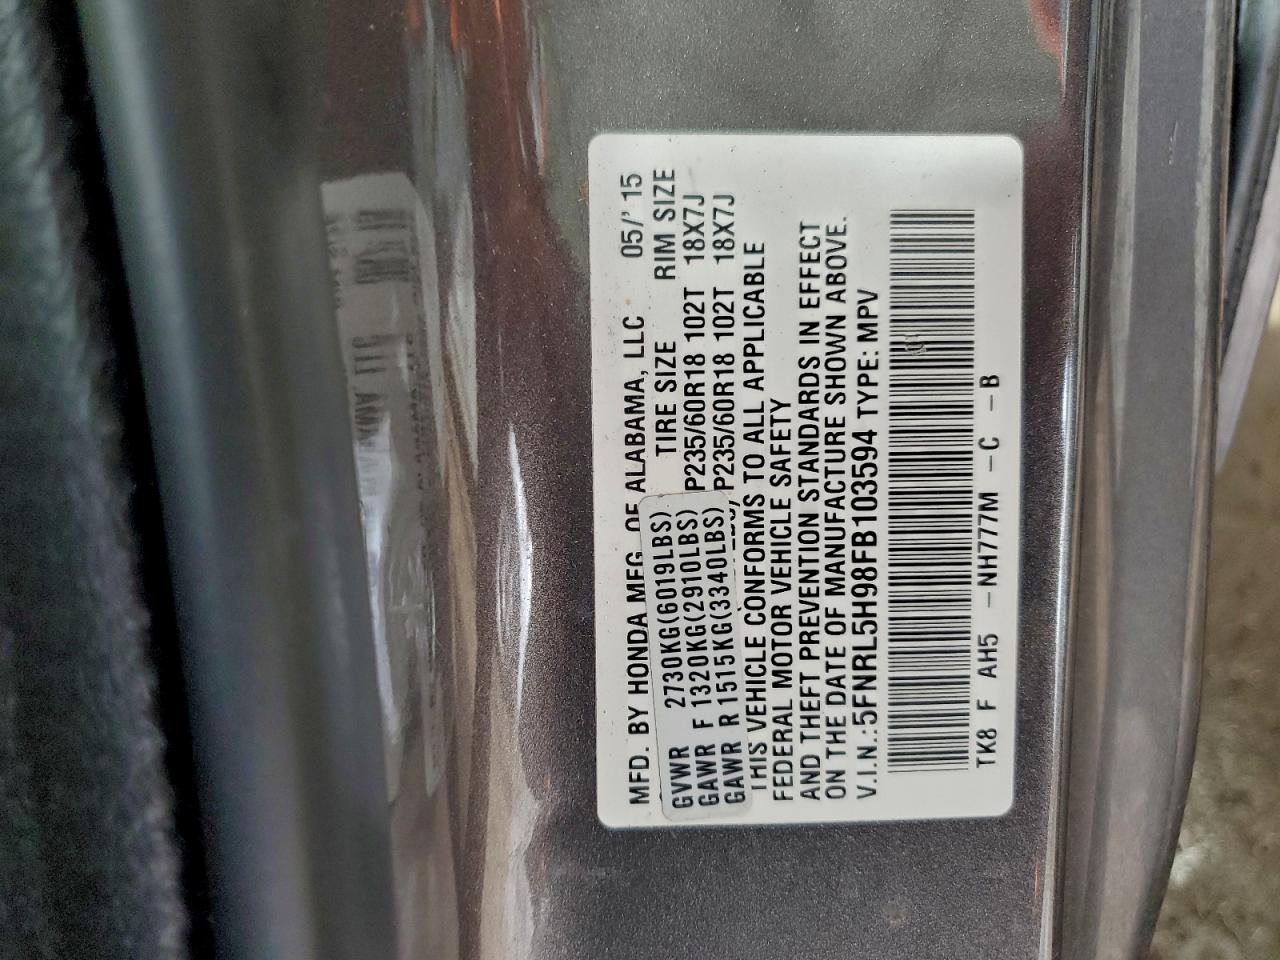 MFD. BY HONDA MFG. OF ALABAMA, LLC 05/' 15
TIRE SIZE RIM SIZE
GVWR 2730KG(6019LBS)
GAWR F 1320KG(2910LBS) P235/60R18 102T 18X7J
GAWR R 1515KG(3340LBS) P235/60R18 102T 18X7J
THIS VEHICLE CONFORMS TO ALL APPLICABLE
FEDERAL MOTOR VEHICLE SAFETY
AND THEFT PREVENTION STANDARDS IN EFFECT
ON THE DATE OF MANUFACTURE SHOWN ABOVE.
V.I.N.:5FNRL5H98FB103594 TYPE: MPV
TK8 F AH5 -NH777M -C -B